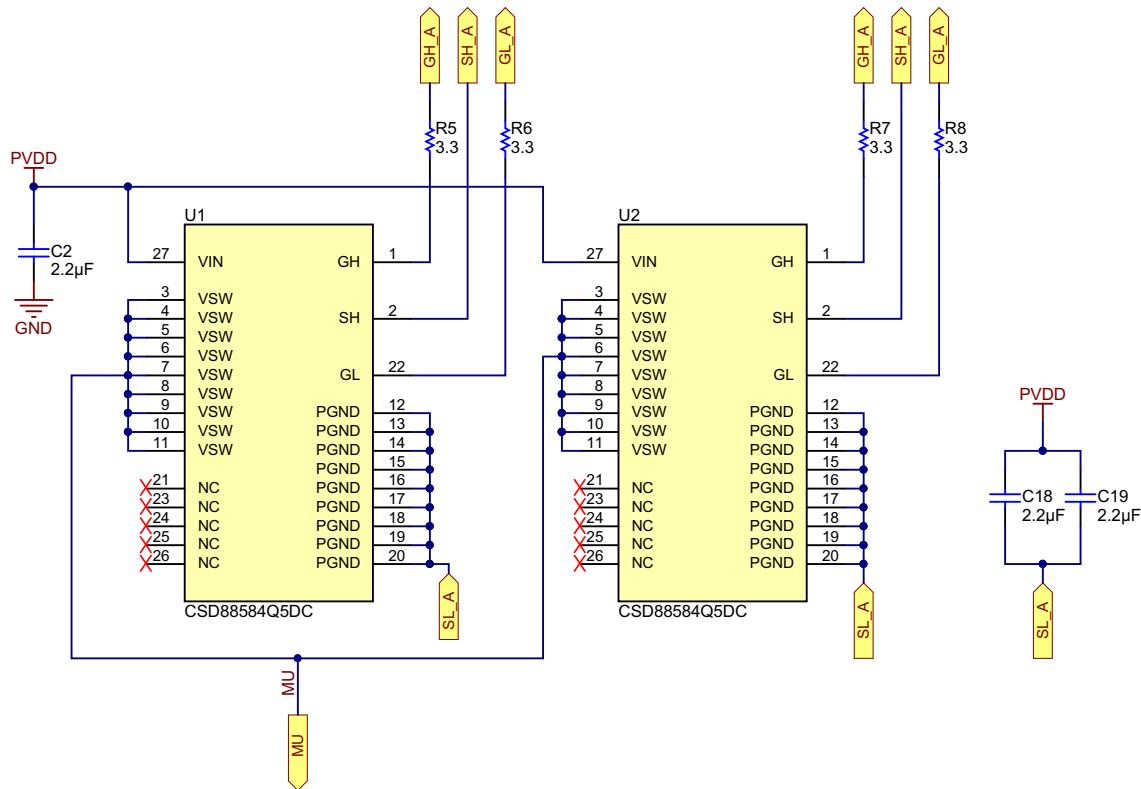 GH_A
SH_A
GL_A
GH_A
SH_A
GL_A
R5
3.3
R6
3.3
R7
3.3
R8
3.3
PVDD
C2
2.2µF
GND
U1
27 VIN GH 1
3 VSW
4 VSW SH 2
5 VSW
6 VSW
7 VSW GL 22
8 VSW
9 VSW PGND 12
10 VSW PGND 13
11 VSW PGND 14
PGND 15
21 NC PGND 16
23 NC PGND 17
24 NC PGND 18
25 NC PGND 19
26 NC PGND 20
CSD88584Q5DC
SL_A
U2
27 VIN GH 1
3 VSW
4 VSW SH 2
5 VSW
6 VSW
7 VSW GL 22
8 VSW
9 VSW PGND 12
10 VSW PGND 13
11 VSW PGND 14
PGND 15
21 NC PGND 16
23 NC PGND 17
24 NC PGND 18
25 NC PGND 19
26 NC PGND 20
CSD88584Q5DC
SL_A
PVDD
C18
2.2µF
C19
2.2µF
SL_A
MU
MU